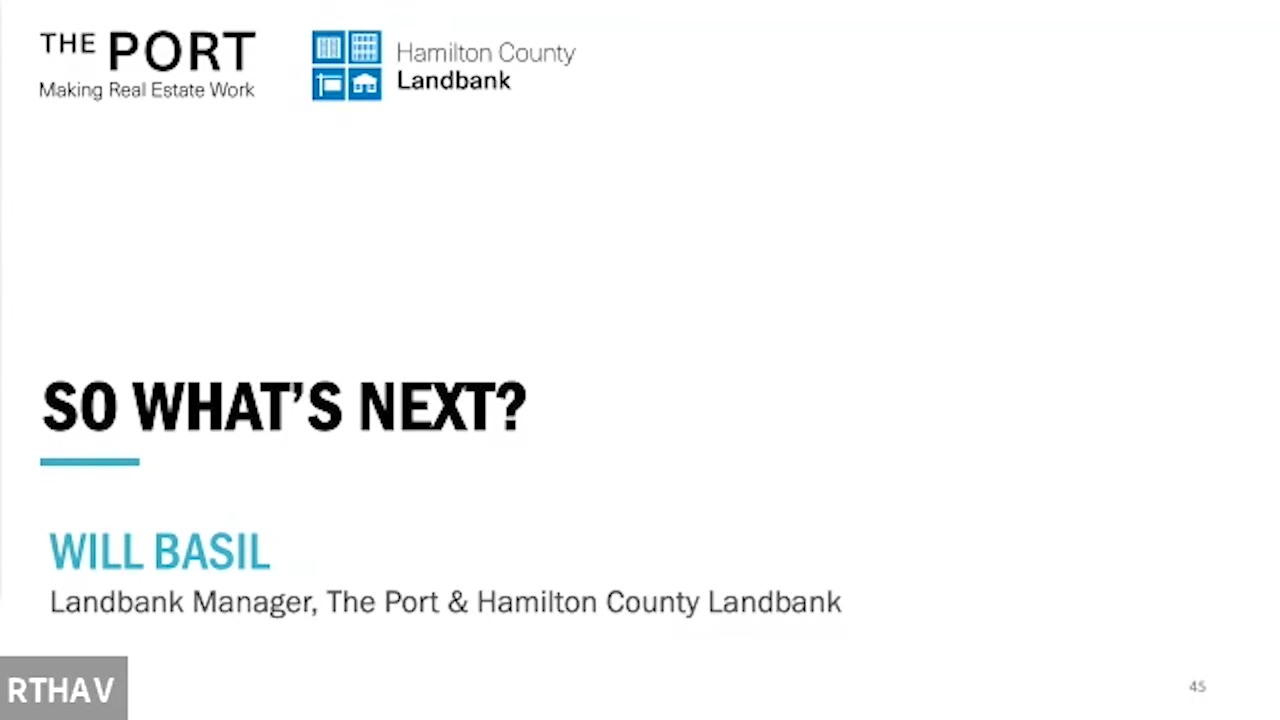 THE PORT
Making Real Estate Work
Hamilton County
Landbank
SO WHAT'S NEXT?
WILL BASIL
Landbank Manager, The Port & Hamilton County Landbank
RTHAV
45